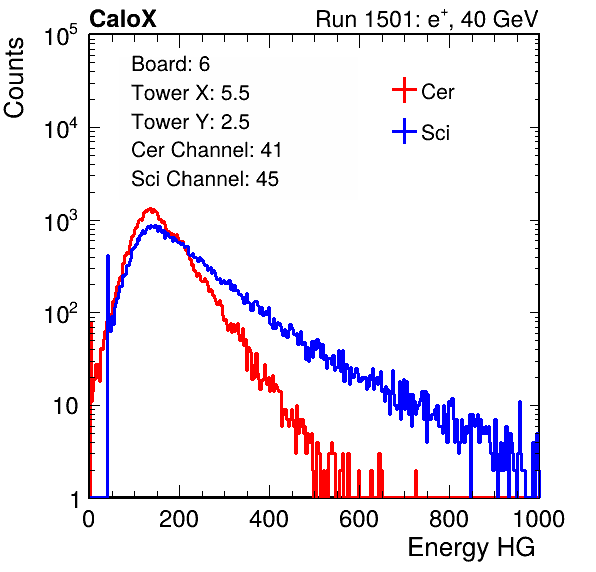 CaloX Run 1501: e⁺, 40 GeV
Board: 6
Tower X: 5.5
Tower Y: 2.5
Cer Channel: 41
Sci Channel: 45
Cer
Sci
Counts
10⁵
10⁴
10³
10²
10
1
0 200 400 600 800 1000
Energy HG